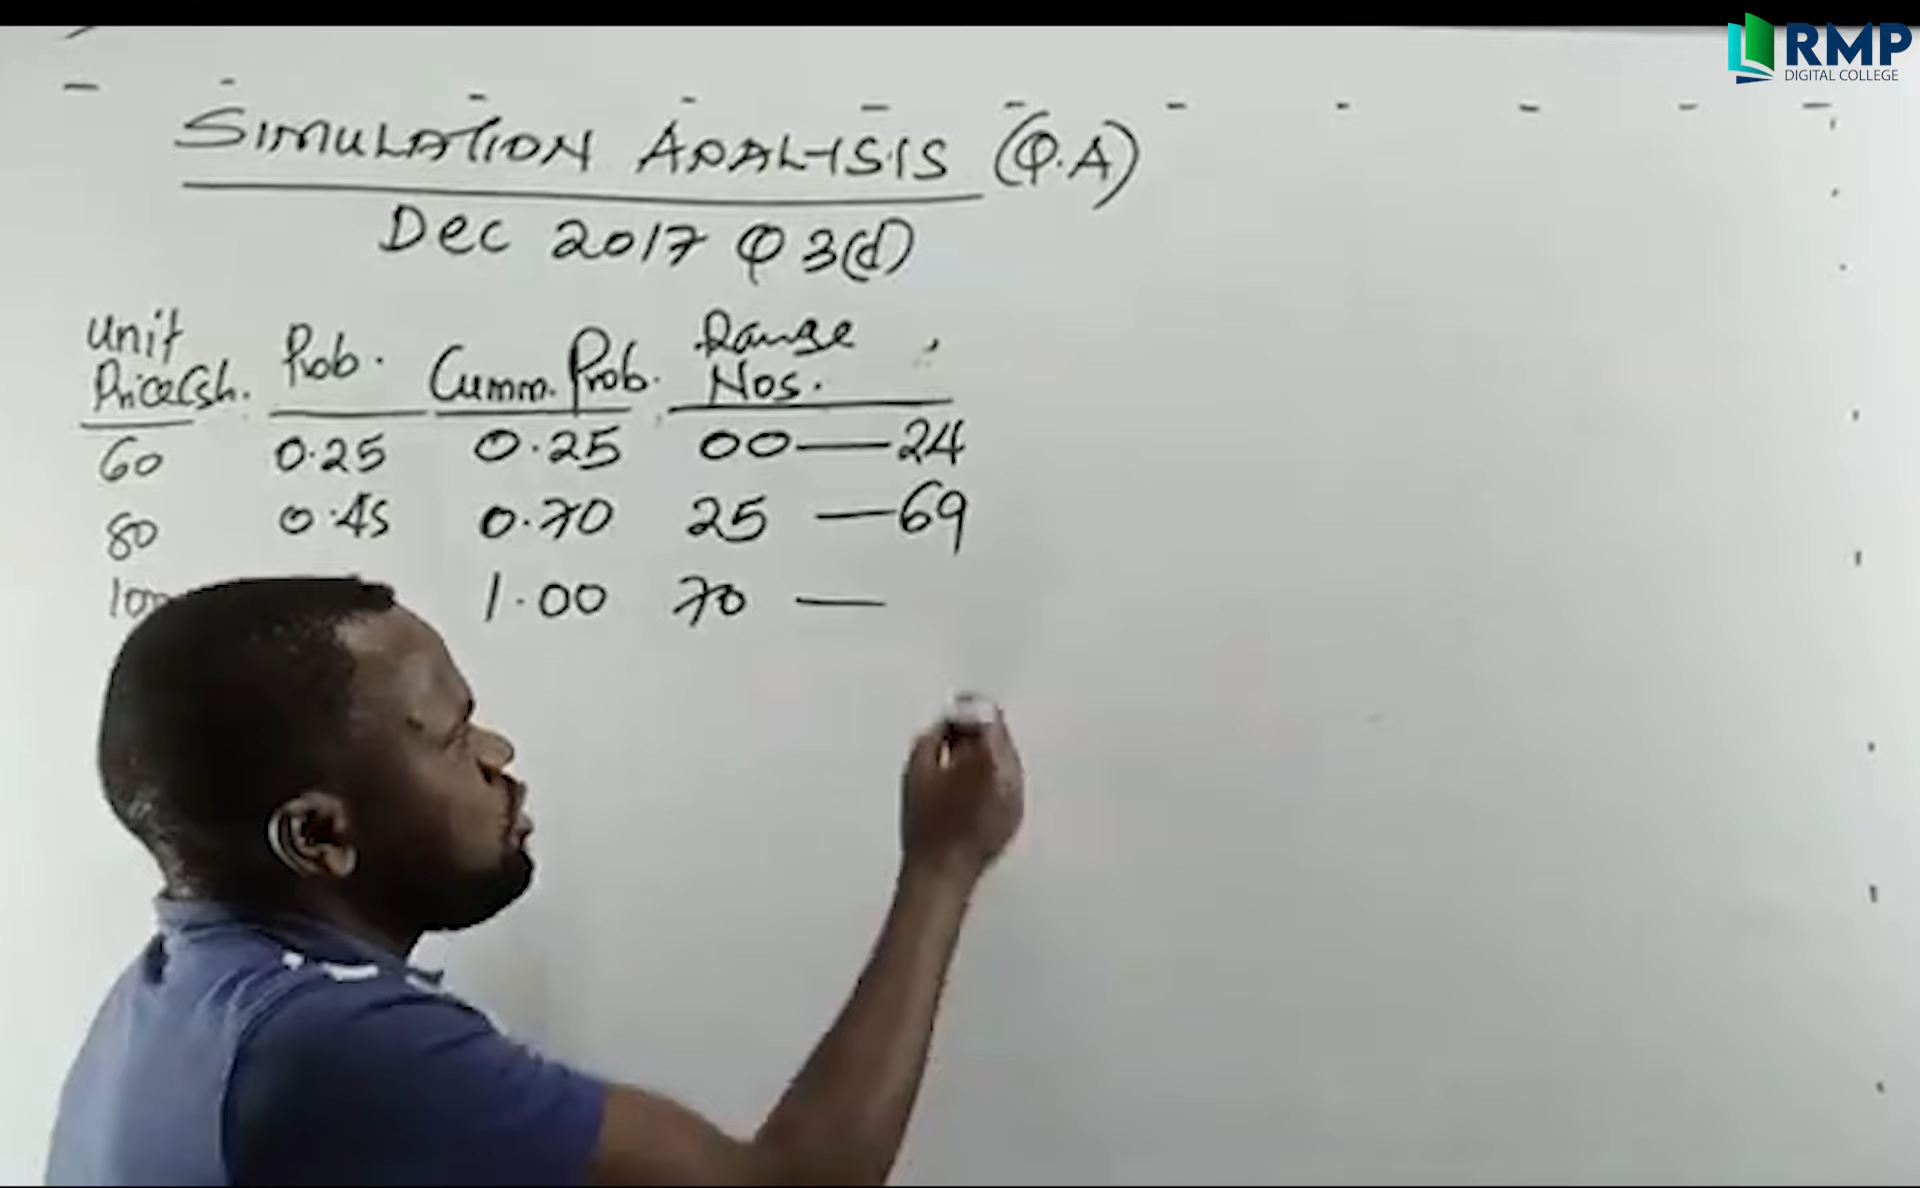 RMP
DIGITAL COLLEGE
SIMULATION ANALYSIS (Q.A)
Dec 2017 Q 3(d)
Unit Price(sh. Prob. Cumm. Prob. Range Nos.
60 0.25 0.25 00—24
80 0.45 0.70 25 —69
100 1.00 70 —